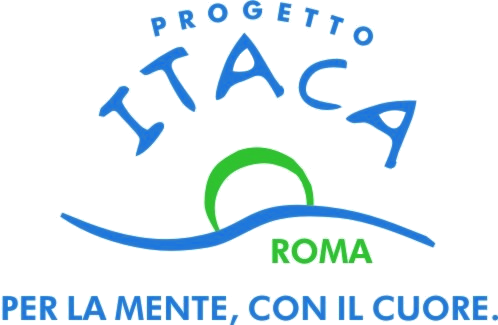 PROGETTO
ITACA
ROMA
PER LA MENTE, CON IL CUORE.